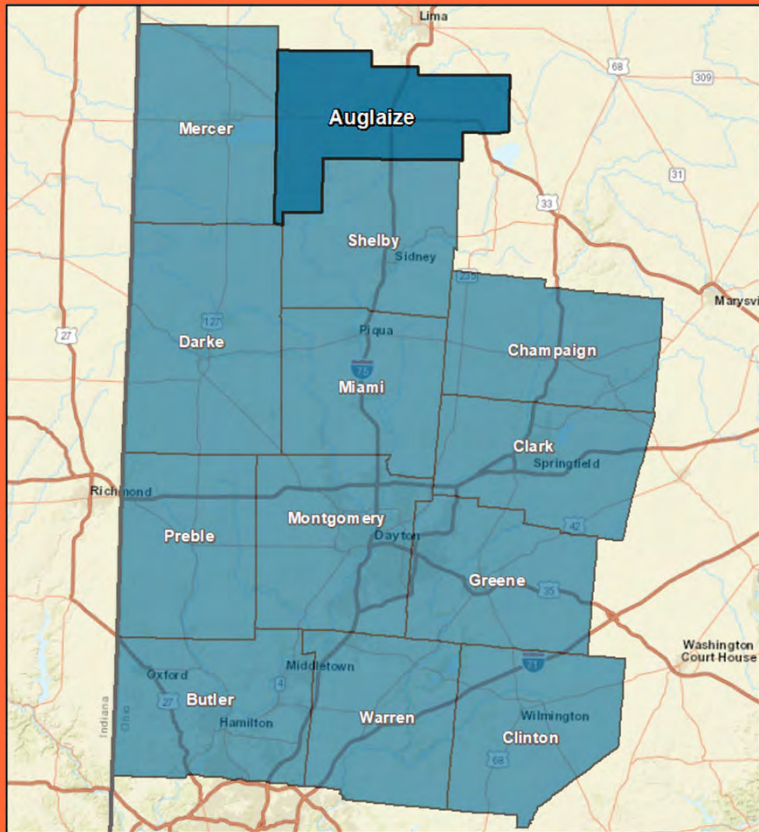 Lima
68
309
Auglaize
Mercer
31
33
Shelby
Sidney
235
Marysvi
127
Piqua
27
Darke
Champaign
75
Miami
Clark
Springfield
Richmond
Montgomery
42
Preble
Dayton
Greene
35
Washington
Court House
Middletown
71
Oxford
4
27
Butler
Indiana
Ohio
Hamilton
Warren
Wilmington
Clinton
68